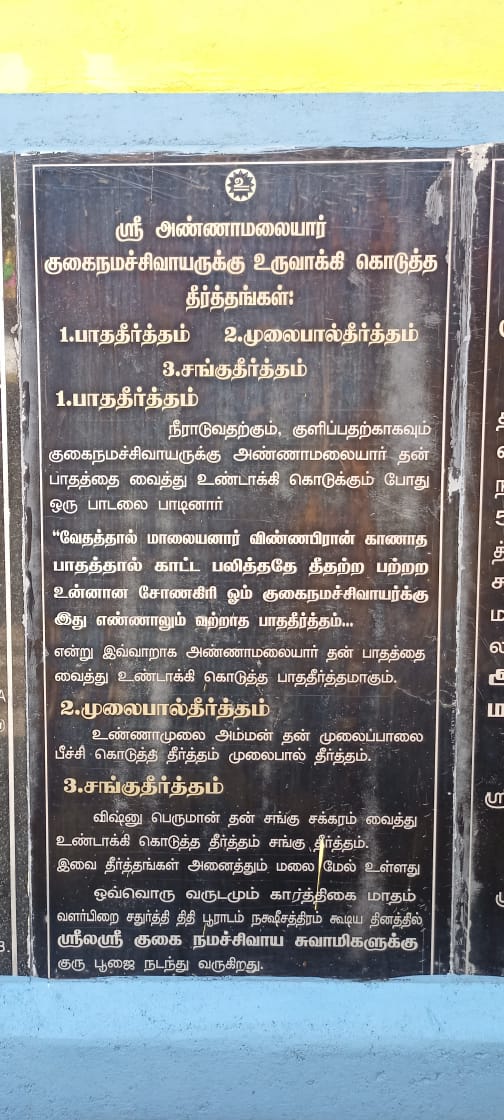 உ
ஸ்ரீ அண்ணாமலையார்
குகைநமச்சிவாயருக்கு உருவாக்கி கொடுத்த
தீர்த்தங்கள்:
1.பாததீர்த்தம் 2.முலைபால்தீர்த்தம்
3.சங்குதீர்த்தம்
1.பாததீர்த்தம்
நீராடுவதற்கும், குளிப்பதற்காகவும்
குகைநமச்சிவாயருக்கு அண்ணாமலையார் தன்
பாதத்தை வைத்து உண்டாக்கி கொடுக்கும் போது
ஒரு பாடலை பாடினார்
“வேதத்தால் மாலையனார் விண்ணபிரான் காணாத
பாதத்தால் காட்ட பலித்ததே தீதற்ற பற்றற
உன்னான சோணகிரி ஓம் குகைநமச்சிவாயர்க்கு
இது எண்ணாலும் வற்றாத பாததீர்த்தம்...
என்று இவ்வாறாக அண்ணாமலையார் தன் பாதத்தை
வைத்து உண்டாக்கி கொடுத்த பாததீர்த்தமாகும்.
2.முலைபால்தீர்த்தம்
உண்ணாமுலை அம்மன் தன் முலைப்பாலை
பீச்சி கொடுத்த தீர்த்தம் முலைபால் தீர்த்தம்.
3.சங்குதீர்த்தம்
விஷ்னு பெருமான் தன் சங்கு சக்கரம் வைத்து
உண்டாக்கி கொடுத்த தீர்த்தம் சங்கு தீர்த்தம்.
இவை தீர்த்தங்கள் அனைத்தும் மலை மேல் உள்ளது
ஒவ்வொரு வருடமும் கார்த்திகை மாதம்
வளர்பிறை சதுர்த்தி திதி பூராடம் நக்ஷீசத்திரம் கூடிய தினத்தில்
ஸ்ரீலஸ்ரீ குகை நமச்சிவாய சுவாமிகளுக்கு
குரு பூஜை நடந்து வருகிறது.